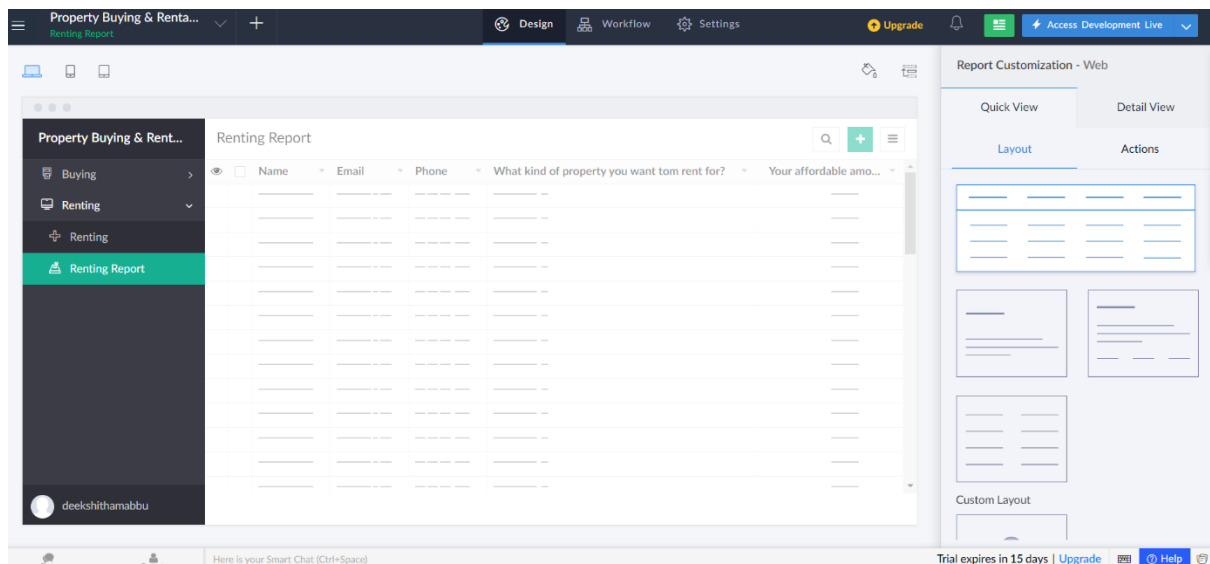 Property Buying & Renta...
Renting Report
Design
Workflow
Settings
Upgrade
Access Development Live
Report Customization - Web
Quick View
Detail View
Layout
Actions
Property Buying & Rent...
Renting Report
Buying
Renting
Renting
Renting Report
Name
Email
Phone
What kind of property you want tom rent for?
Your affordable amo...
Custom Layout
deekshithamabbu
Here is your Smart Chat (Ctrl+Space)
Trial expires in 15 days | Upgrade
Help